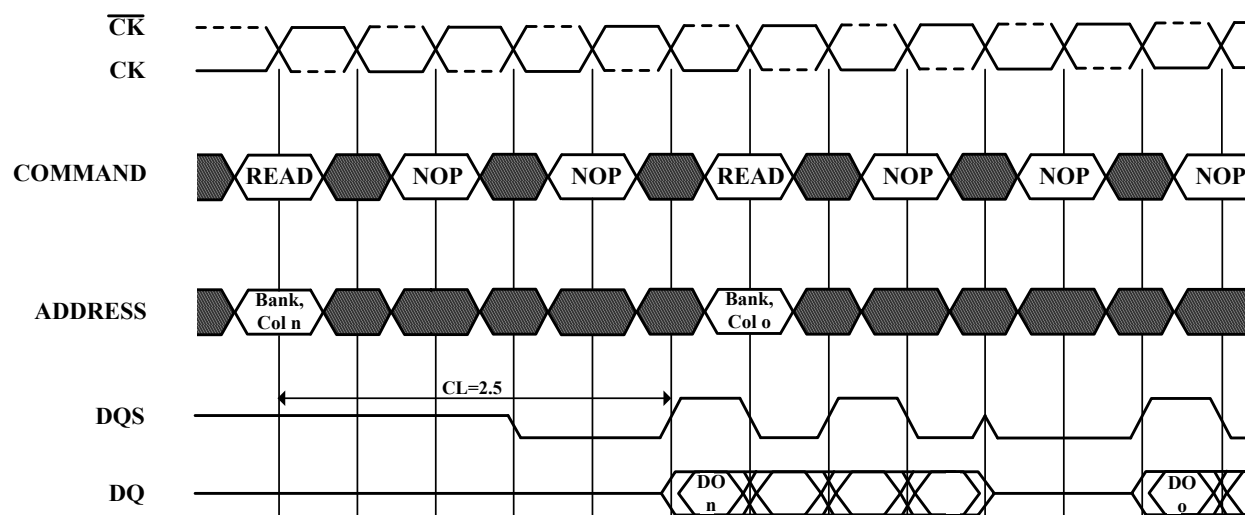 CK
CK
COMMAND READ NOP NOP READ NOP NOP NOP
ADDRESS Bank, Col n Bank, Col o
CL=2.5
DQS
DQ DO n DO o